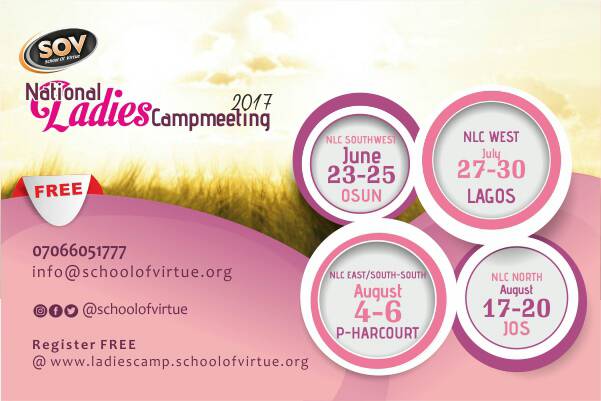 SOV
School Of Virtue
National
Ladies Campmeeting
2017
FREE
07066051777
info@schoolofvirtue.org
@schoolofvirtue
Register FREE
@ www.ladiescamp.schoolofvirtue.org
NLC SOUTHWEST
June
23-25
OSUN
NLC WEST
July
27-30
LAGOS
NLC EAST/SOUTH-SOUTH
August
4-6
P-HARCOURT
NLC NORTH
August
17-20
JOS